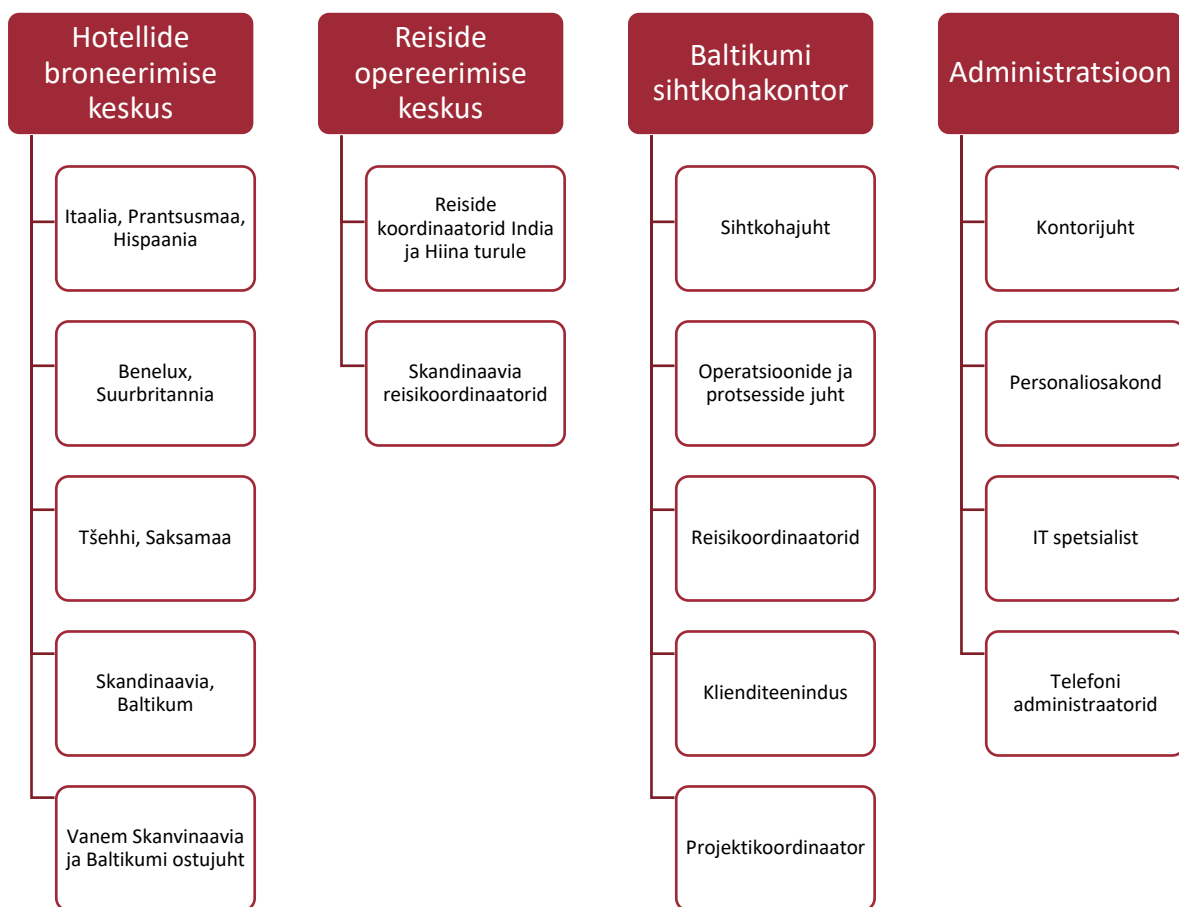 Hotellide
broneerimise
keskus
Itaalia, Prantsusmaa,
Hispaania
Benelux,
Suurbritannia
Tšehhi, Saksamaa
Skandinaavia,
Baltikum
Vanem Skanvinaavia
ja Baltikumi ostujuht
Reiside
opereerimise
keskus
Reiside
koordinaatorid India
ja Hiina turule
Skandinaavia
reisikoordinaatorid
Baltikumi
sihtkohakontor
Sihtkohajuht
Operatsioonide ja
protsesside juht
Reisikoordinaatorid
Klienditeenindus
Projektikoordinaator
Administratsioon
Kontorijuht
Personaliosakond
IT spetsialist
Telefoni
administraatorid